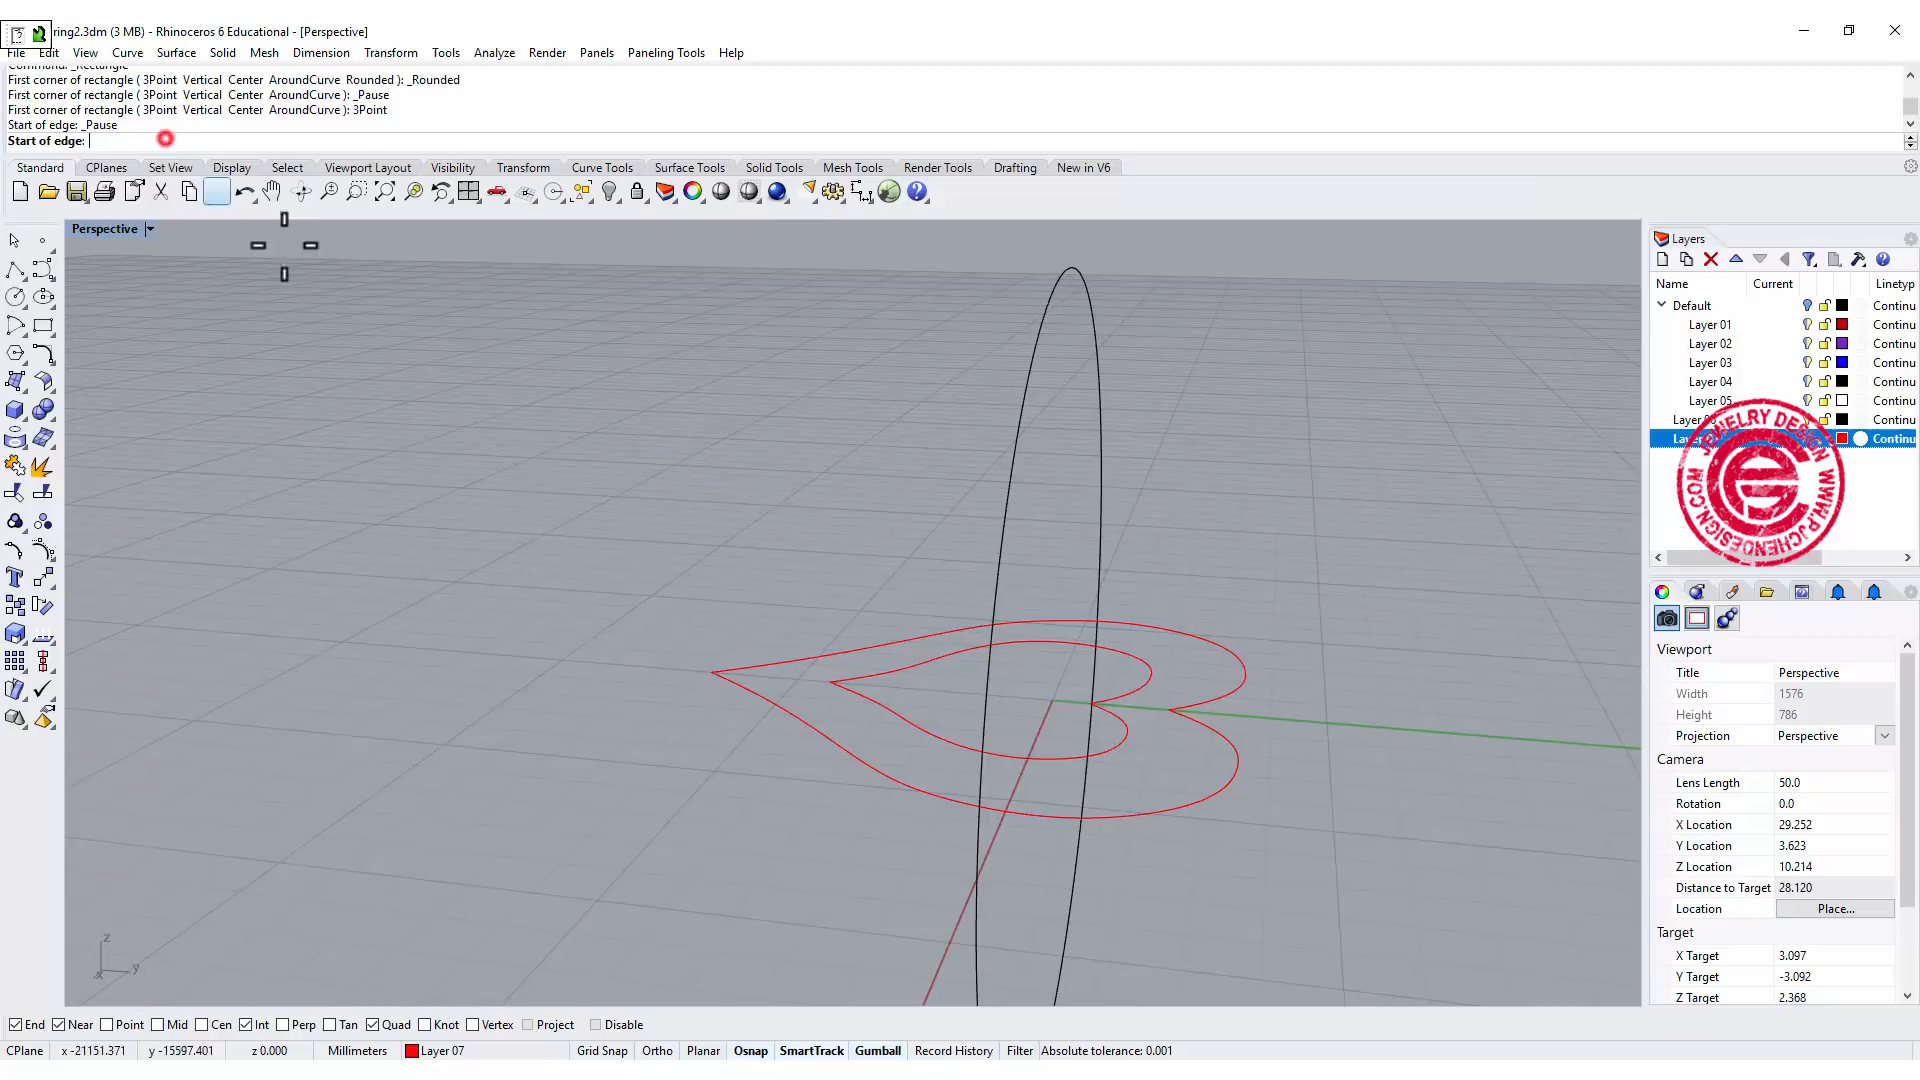 ring2.3dm (3 MB) - Rhinoceros 6 Educational - [Perspective]
File Edit View Curve Surface Solid Mesh Dimension Transform Tools Analyze Render Panels Paneling Tools Help
Command: _Rectangle
First corner of rectangle ( 3Point Vertical Center AroundCurve Rounded ): _Rounded
First corner of rectangle ( 3Point Vertical Center AroundCurve ): _Pause
First corner of rectangle ( 3Point Vertical Center AroundCurve ): 3Point
Start of edge: _Pause
Start of edge:
Standard CPlanes Set View Display Select Viewport Layout Visibility Transform Curve Tools Surface Tools Solid Tools Mesh Tools Render Tools Drafting New in V6
Perspective
z
y
x
Layers
Name Current Linetyp
Default Continu
Layer 01 Continu
Layer 02 Continu
Layer 03 Continu
Layer 04 Continu
Layer 05 Continu
Continu
Continu
JEWELRY DESIGN WWW.PJCHENDESIGN.COM
Viewport
Title Perspective
Width 1576
Height 786
Projection Perspective
Camera
Lens Length 50.0
Rotation 0.0
X Location 29.252
Y Location 3.623
Z Location 10.214
Distance to Target 28.120
Location Place...
Target
X Target 3.097
Y Target -3.092
Z Target 2.368
End Near Point Mid Cen Int Perp Tan Quad Knot Vertex Project Disable
CPlane x -21151.371 y -15597.401 z 0.000 Millimeters Layer 07 Grid Snap Ortho Planar Osnap SmartTrack Gumball Record History Filter Absolute tolerance: 0.001